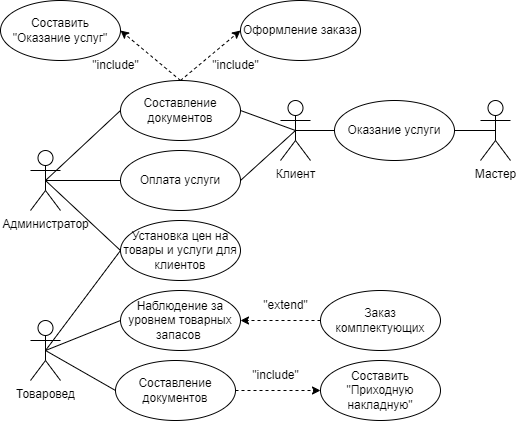 Составить
"Оказание услуг"
Оформление заказа
"include"
"include"
Составление
документов
Оказание услуги
Клиент
Мастер
Оплата услуги
Администратор
Установка цен на
товары и услуги для
клиентов
Наблюдение за
уровнем товарных
запасов
"extend"
Заказ
комплектующих
Товаровед
Составление
документов
"include"
Составить
"Приходную
накладную"